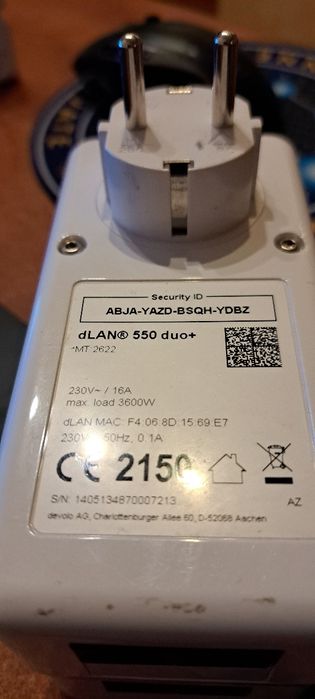 Security ID
ABJA-YAZD-BSQH-YDBZ
dLAN® 550 duo+
MT:2622
230V~ / 16A
max. load 3600W
dLAN MAC: F4:06:8D:15:69:E7
230V 50Hz, 0.1A
CE 2150
S/N: 1405134870007213
AZ
devolo AG, Charlottenburger Allee 60, D-52068 Aachen